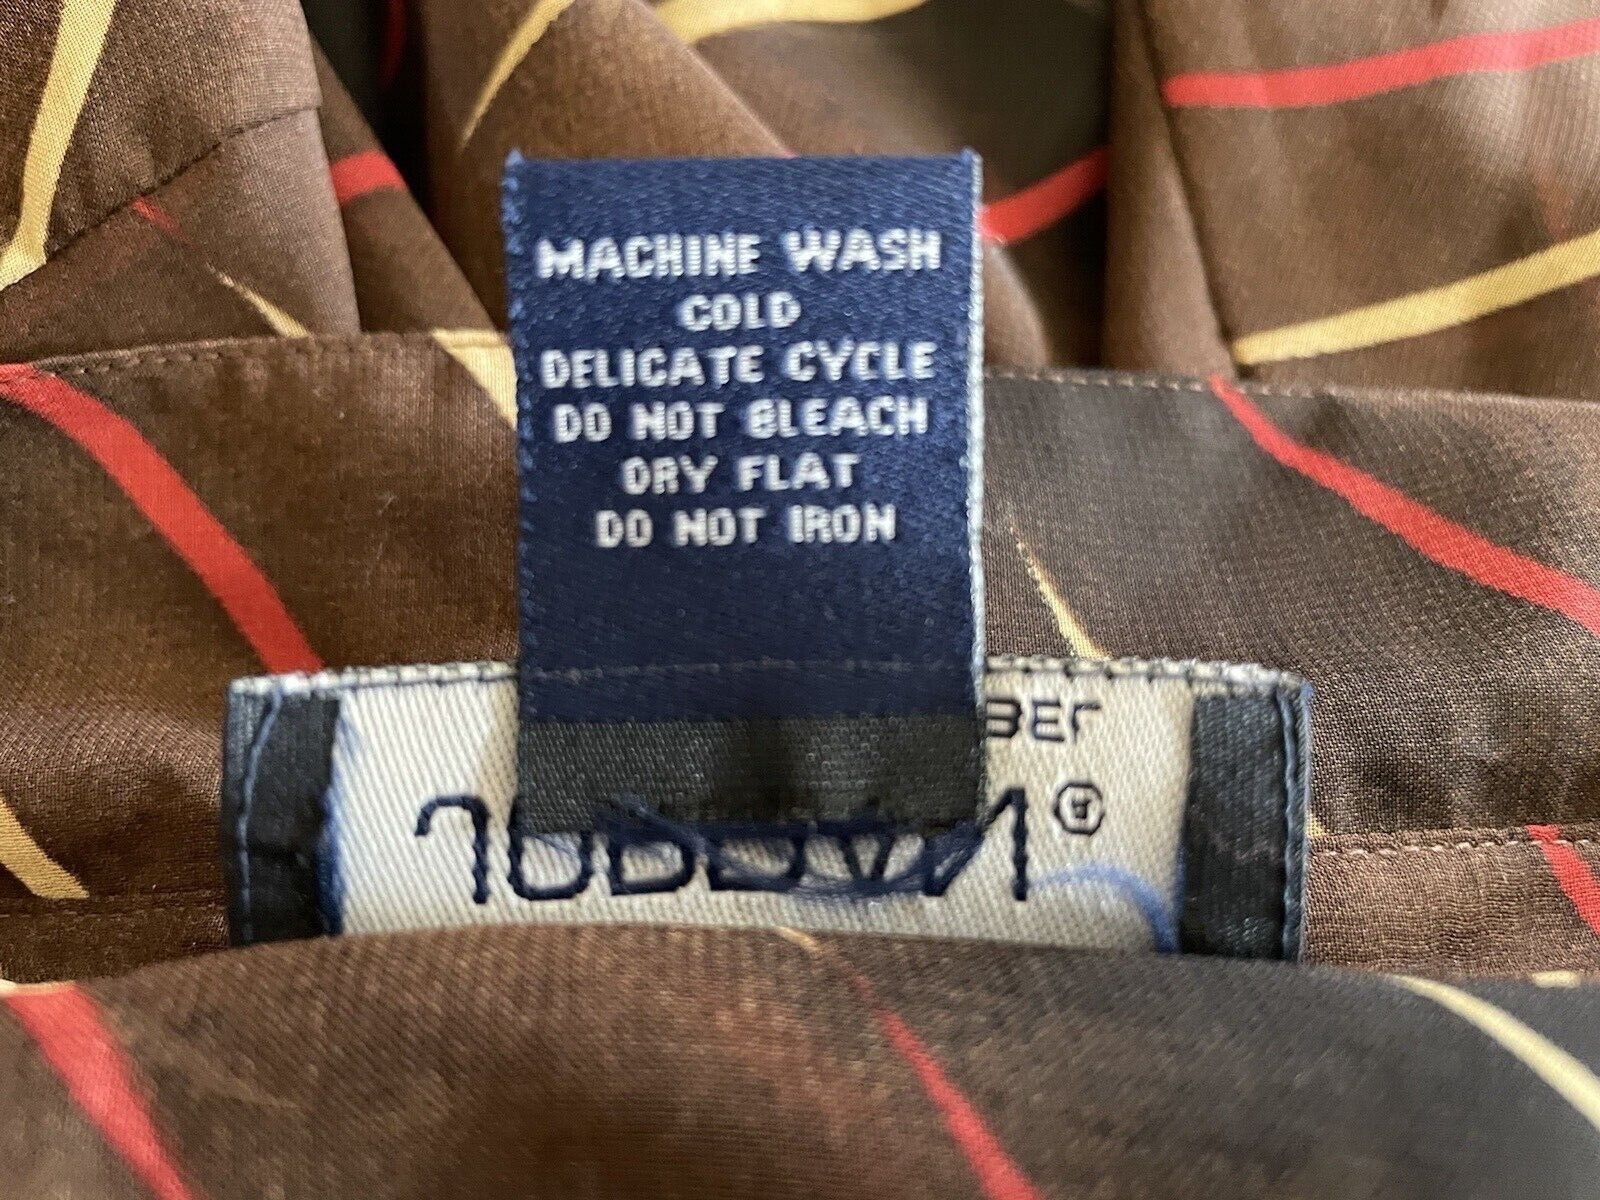 MACHINE WASH
COLD
DELICATE CYCLE
DO NOT BLEACH
DRY FLAT
DO NOT IRON